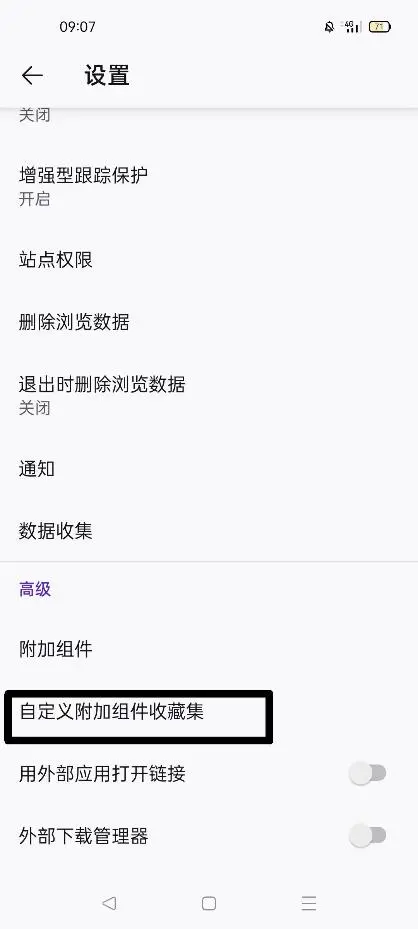 09:07
4G
71
设置
关闭
增强型跟踪保护
开启
站点权限
删除浏览数据
退出时删除浏览数据
关闭
通知
数据收集
高级
附加组件
自定义附加组件收藏集
用外部应用打开链接
外部下载管理器